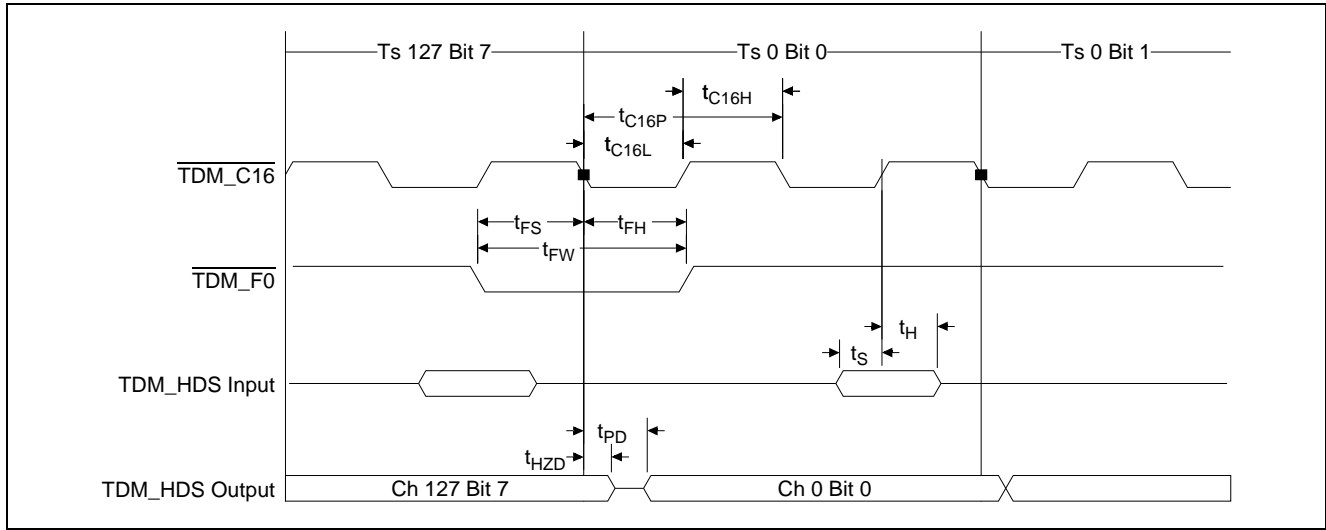 Ts 127 Bit 7
Ts 0 Bit 0
Ts 0 Bit 1
tC16H
tC16P
tC16L
TDM_C16
tFS
tFH
tFW
TDM_F0
tH
tS
TDM_HDS Input
tPD
tHZD
TDM_HDS Output
Ch 127 Bit 7
Ch 0 Bit 0